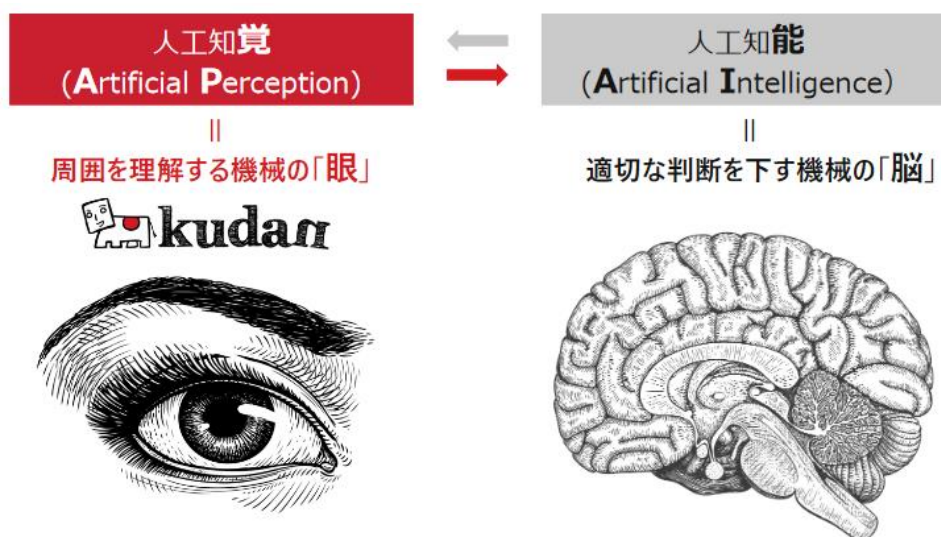 人工知覚
(Artificial Perception)
||
周囲を理解する機械の「眼」
kudan
人工知能
(Artificial Intelligence)
||
適切な判断を下す機械の「脳」